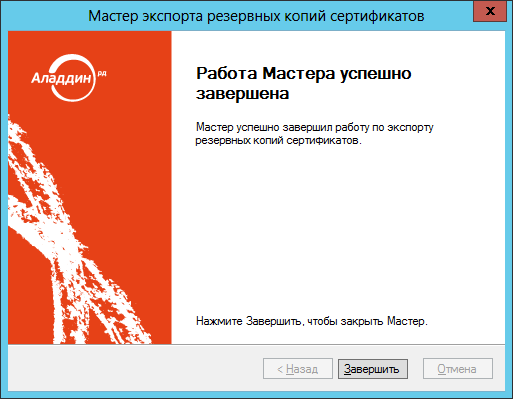 Мастер экспорта резервных копий сертификатов
x
Аладдин РД
Работа Мастера успешно
завершена
Мастер успешно завершил работу по экспорту
резервных копий сертификатов.
Нажмите Завершить, чтобы закрыть Мастер.
< Назад
Завершить
Отмена